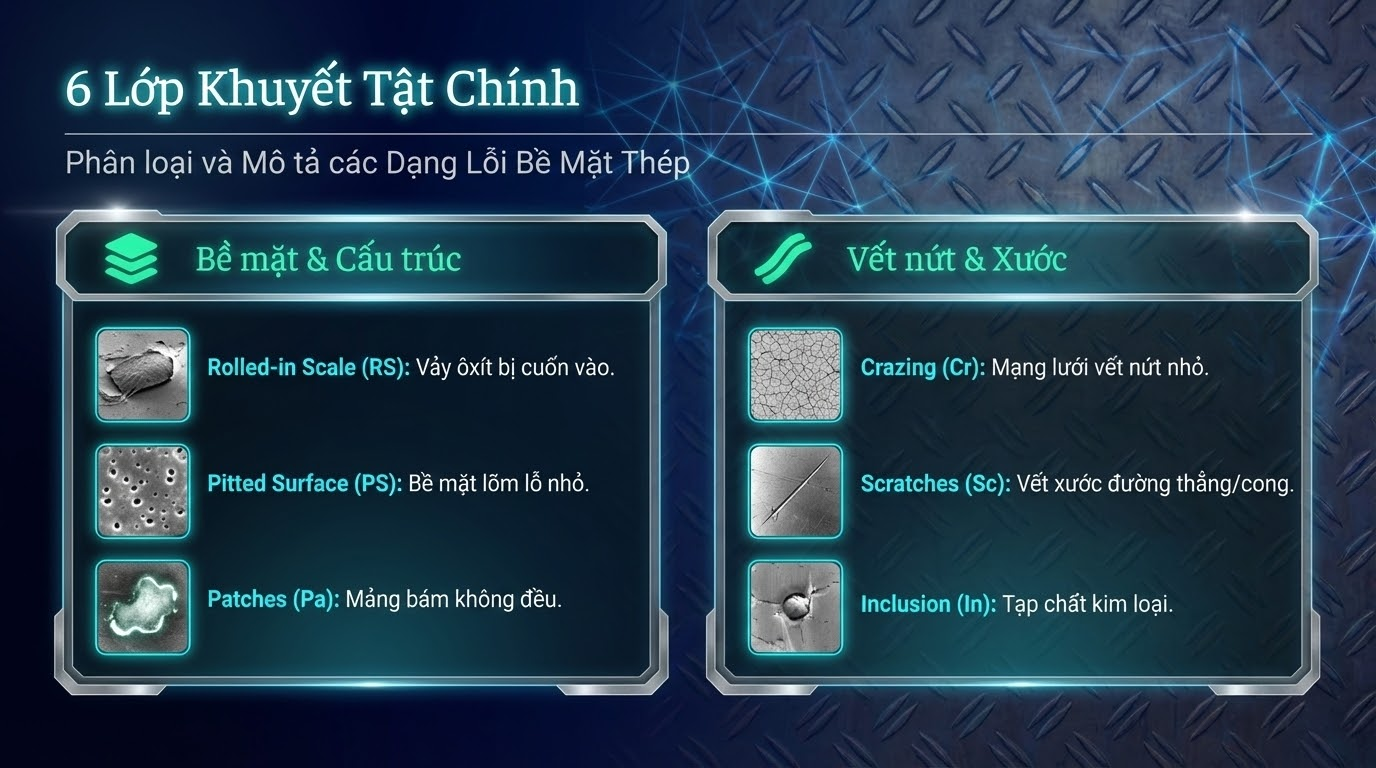 6 Lớp Khuyết Tật Chính
Phân loại và Mô tả các Dạng Lỗi Bề Mặt Thép
Bề mặt & Cấu trúc
Rolled-in Scale (RS): Vảy ôxít bị cuốn vào.
Pitted Surface (PS): Bề mặt lõm lỗ nhỏ.
Patches (Pa): Mảng bám không đều.
Vết nứt & Xước
Crazing (Cr): Mạng lưới vết nứt nhỏ.
Scratches (Sc): Vết xước đường thẳng/cong.
Inclusion (In): Tạp chất kim loại.